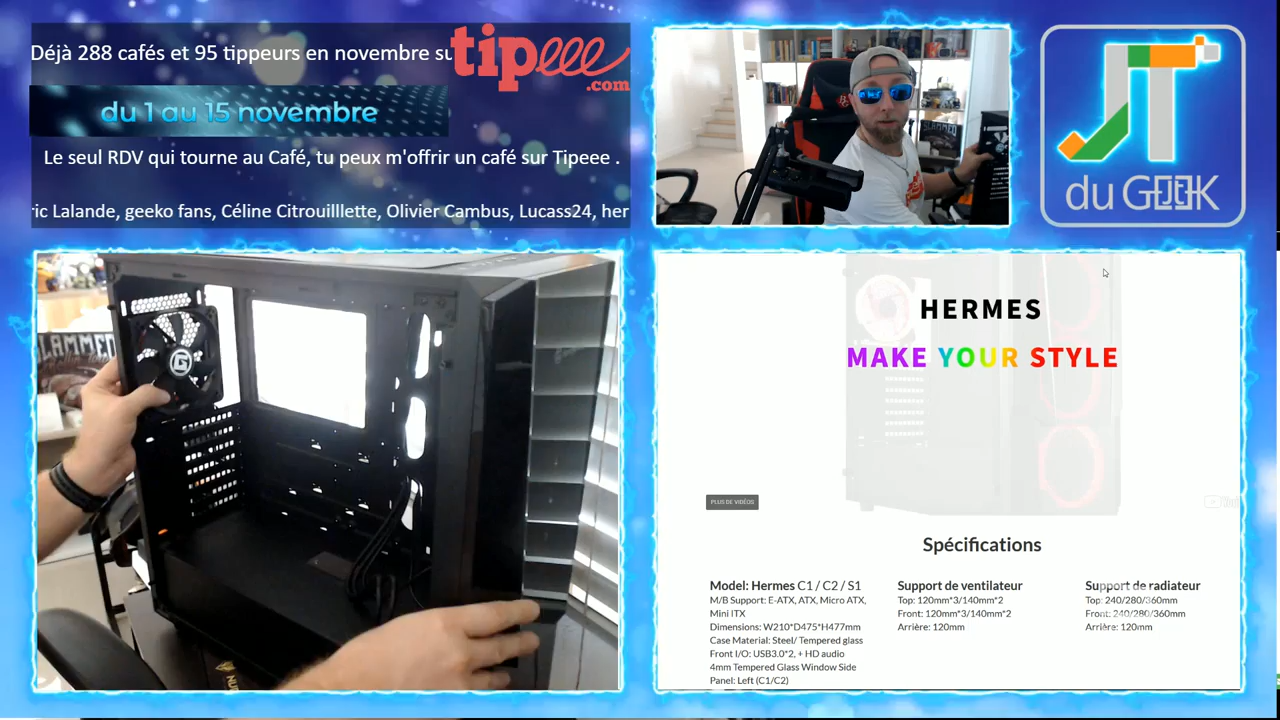 Déjà 288 cafés et 95 tippeurs en novembre su
tipeee
.com
du 1 au 15 novembre
Le seul RDV qui tourne au Café, tu peux m'offrir un café sur Tipeee .
ric Lalande, geeko fans, Céline Citrouilllette, Olivier Cambus, Lucass24, her
JT
du GEEK
SLAMMED
SLAMMED
HERMES
MAKE YOUR STYLE
PLUS DE VIDÉOS
Spécifications
Model: Hermes C1 / C2 / S1
M/B Support: E-ATX, ATX, Micro ATX,
Mini ITX
Dimensions: W210*D475*H477mm
Case Material: Steel/ Tempered glass
Front I/O: USB3.0*2, + HD audio
4mm Tempered Glass Window Side
Panel: Left (C1/C2)
Support de ventilateur
Top: 120mm*3/140mm*2
Front: 120mm*3/140mm*2
Arrière: 120mm
Support de radiateur
Top: 240/280/360mm
Front: 240/280/360mm
Arrière: 120mm